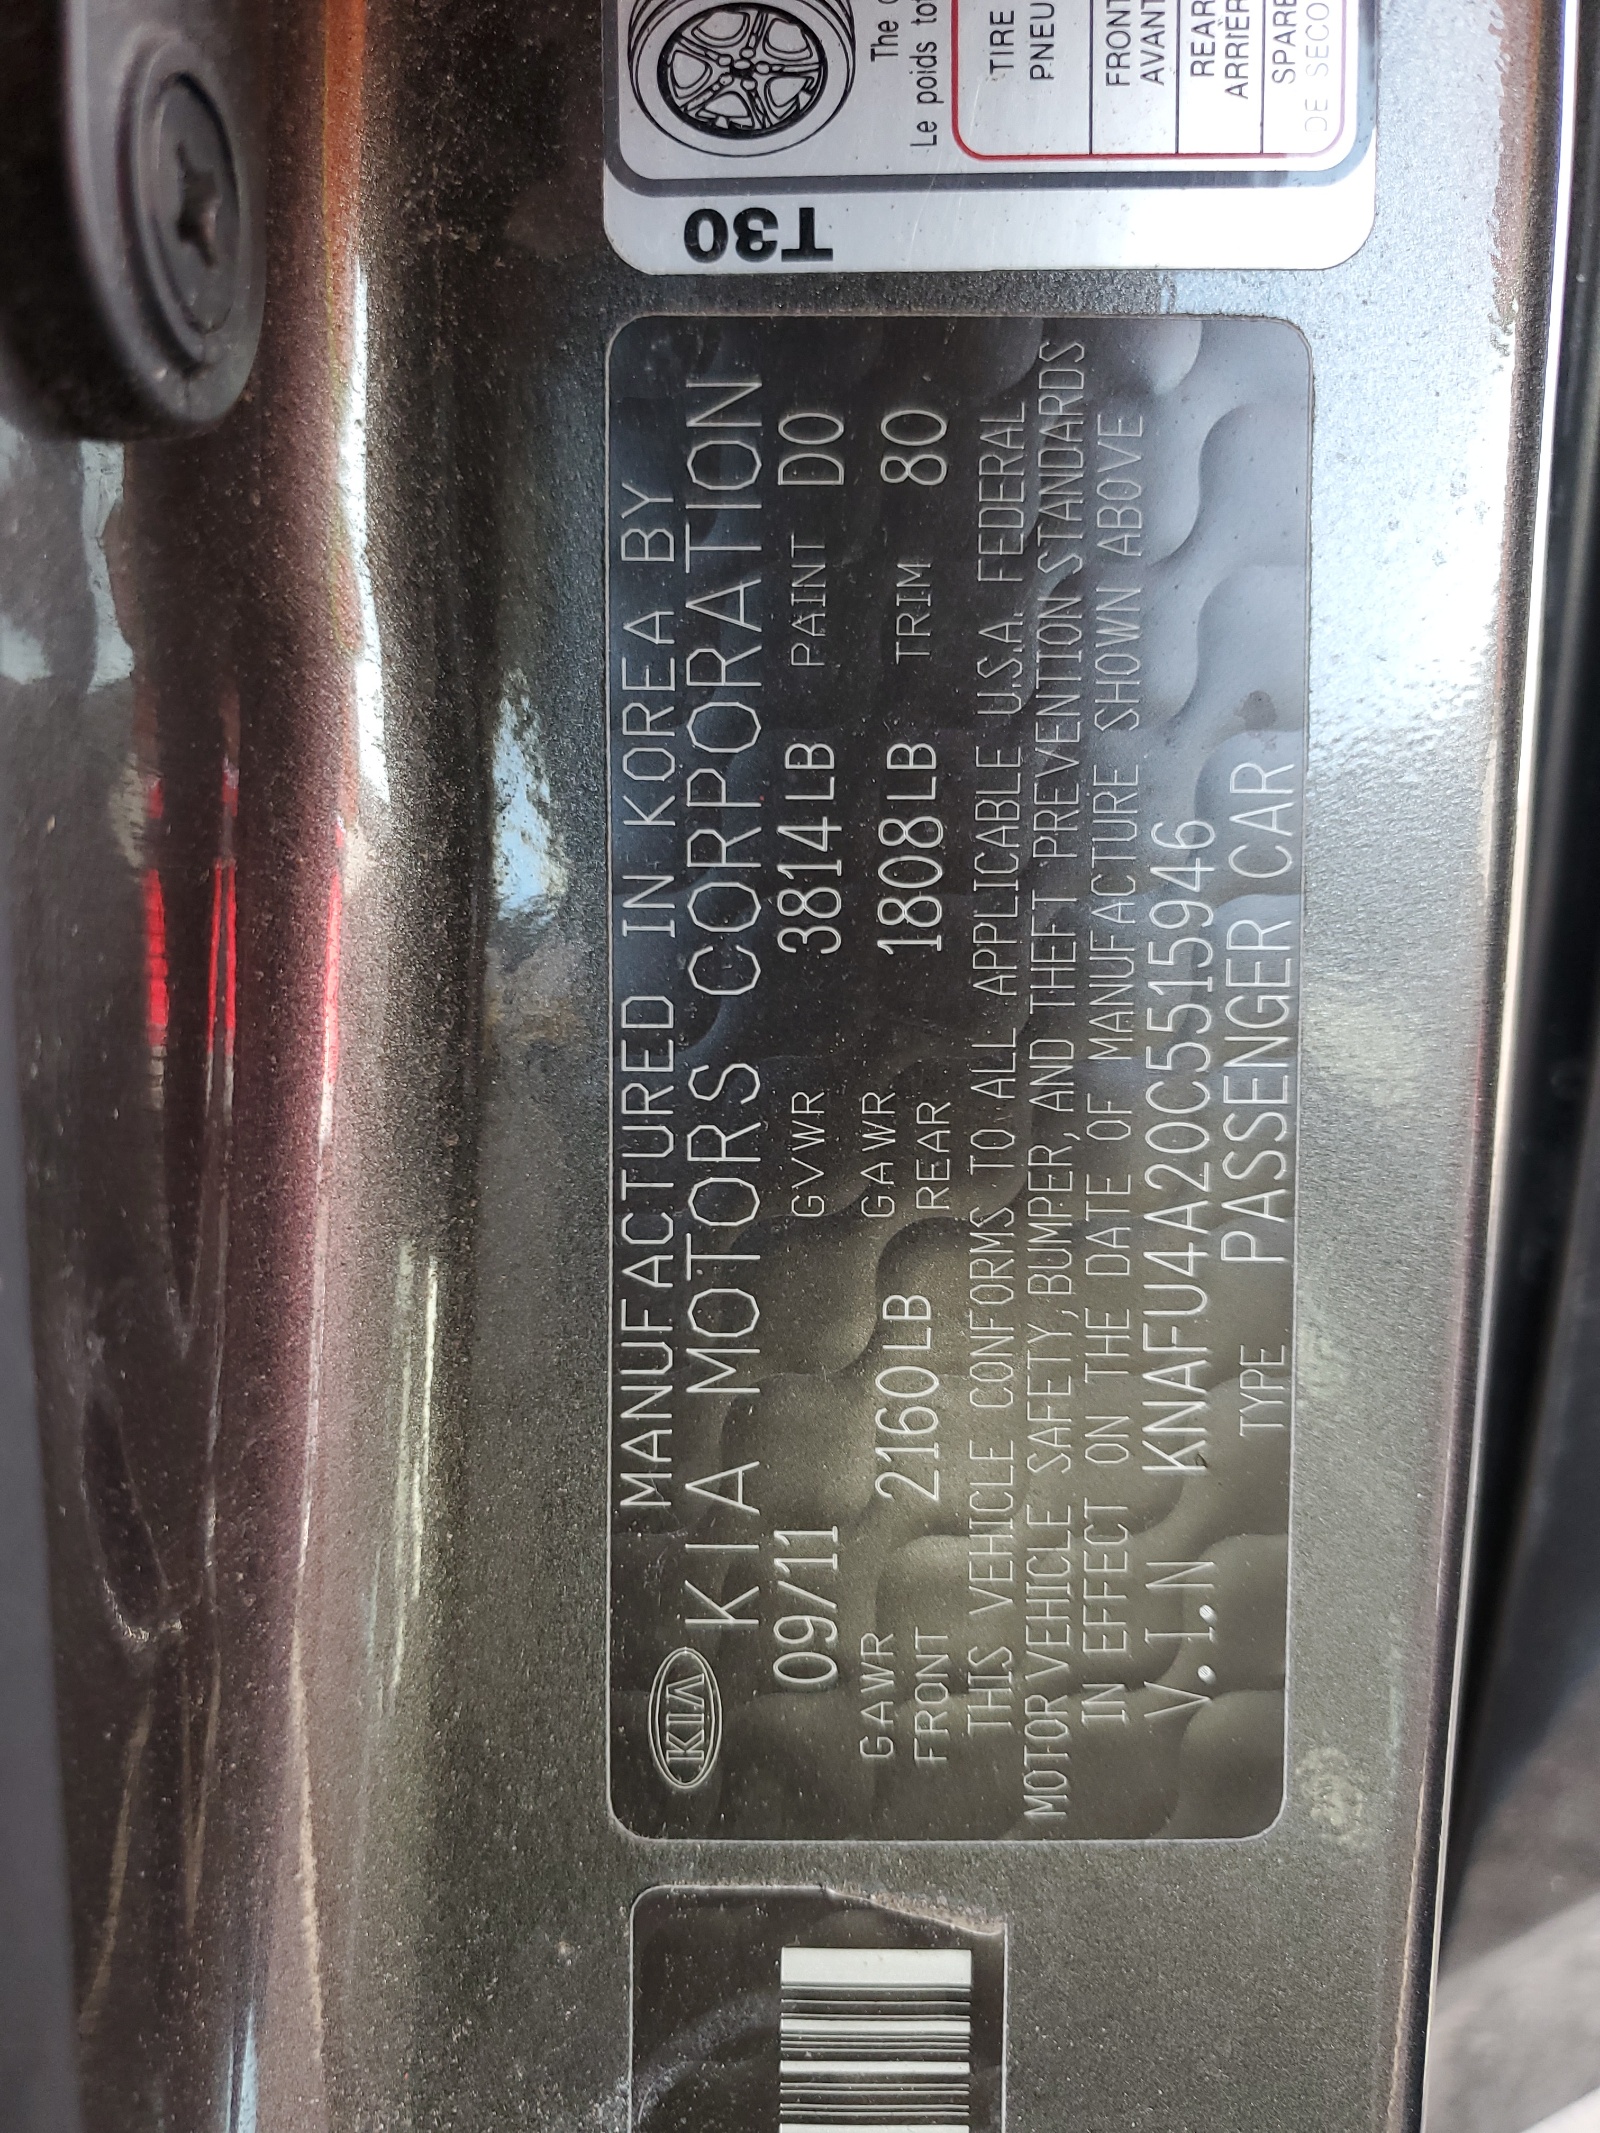 MANUFACTURED IN KOREA BY
KIA KIA MOTORS CORPORATION
09/11 GVWR 3814LB PAINT D0
GAWR FRONT 2160LB GAWR REAR 1808LB TRIM 80
THIS VEHICLE CONFORMS TO ALL APPLICABLE U.S.A. FEDERAL
MOTOR VEHICLE SAFETY, BUMPER, AND THEFT PREVENTION STANDARDS
IN EFFECT ON THE DATE OF MANUFACTURE SHOWN ABOVE
V.I.N KNAFU4A20C5515946
TYPE PASSENGER CAR
T30
The
Le poids
TIRE
PNEU
FRONT
AVANT
REAR
SPARE
DE